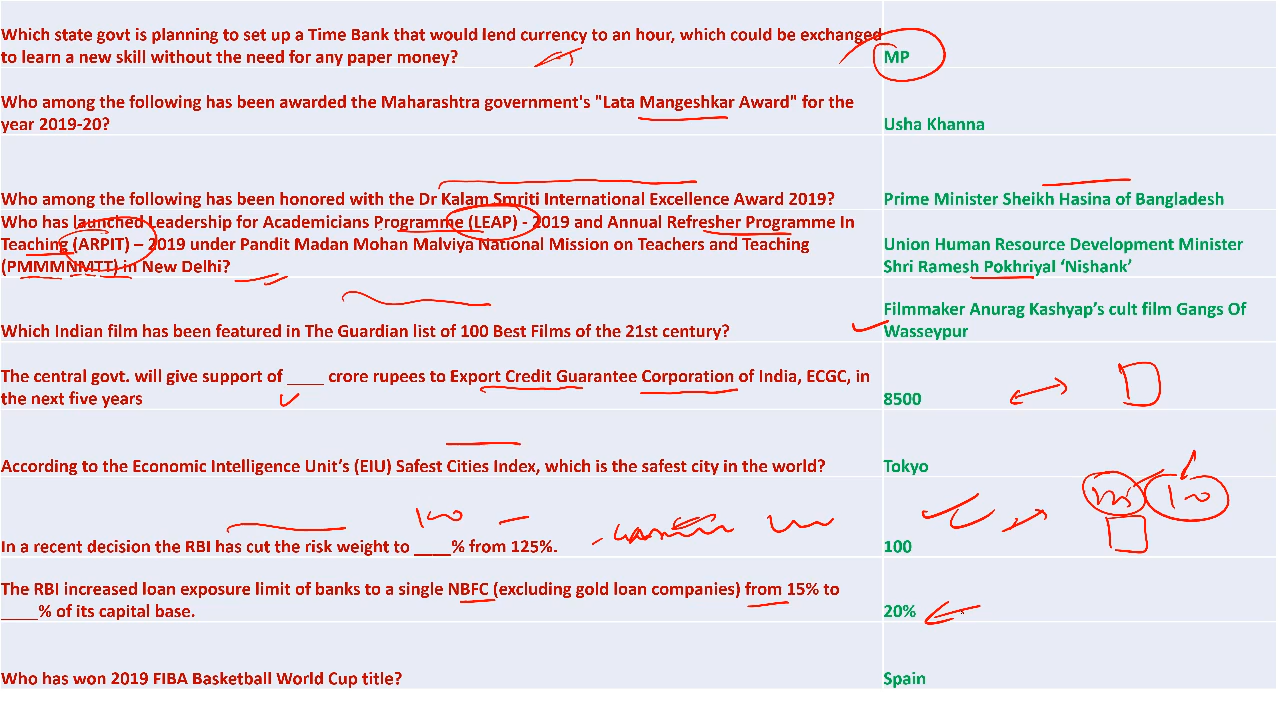 Which state govt is planning to set up a Time Bank that would lend currency to an hour, which could be exchanged
to learn a new skill without the need for any paper money?
MP
Who among the following has been awarded the Maharashtra government's "Lata Mangeshkar Award" for the
year 2019-20?
Usha Khanna
Who among the following has been honored with the Dr Kalam Smriti International Excellence Award 2019?
Prime Minister Sheikh Hasina of Bangladesh
Who has launched Leadership for Academicians Programme (LEAP) - 2019 and Annual Refresher Programme In
Teaching (ARPIT) – 2019 under Pandit Madan Mohan Malviya National Mission on Teachers and Teaching
(PMMMNMTT) in New Delhi?
Union Human Resource Development Minister
Shri Ramesh Pokhriyal ‘Nishank’
Which Indian film has been featured in The Guardian list of 100 Best Films of the 21st century?
Filmmaker Anurag Kashyap’s cult film Gangs Of
Wasseypur
The central govt. will give support of ____ crore rupees to Export Credit Guarantee Corporation of India, ECGC, in
the next five years
8500
According to the Economic Intelligence Unit’s (EIU) Safest Cities Index, which is the safest city in the world?
Tokyo
100
In a recent decision the RBI has cut the risk weight to ____% from 125%.
100
The RBI increased loan exposure limit of banks to a single NBFC (excluding gold loan companies) from 15% to
____% of its capital base.
20%
Who has won 2019 FIBA Basketball World Cup title?
Spain